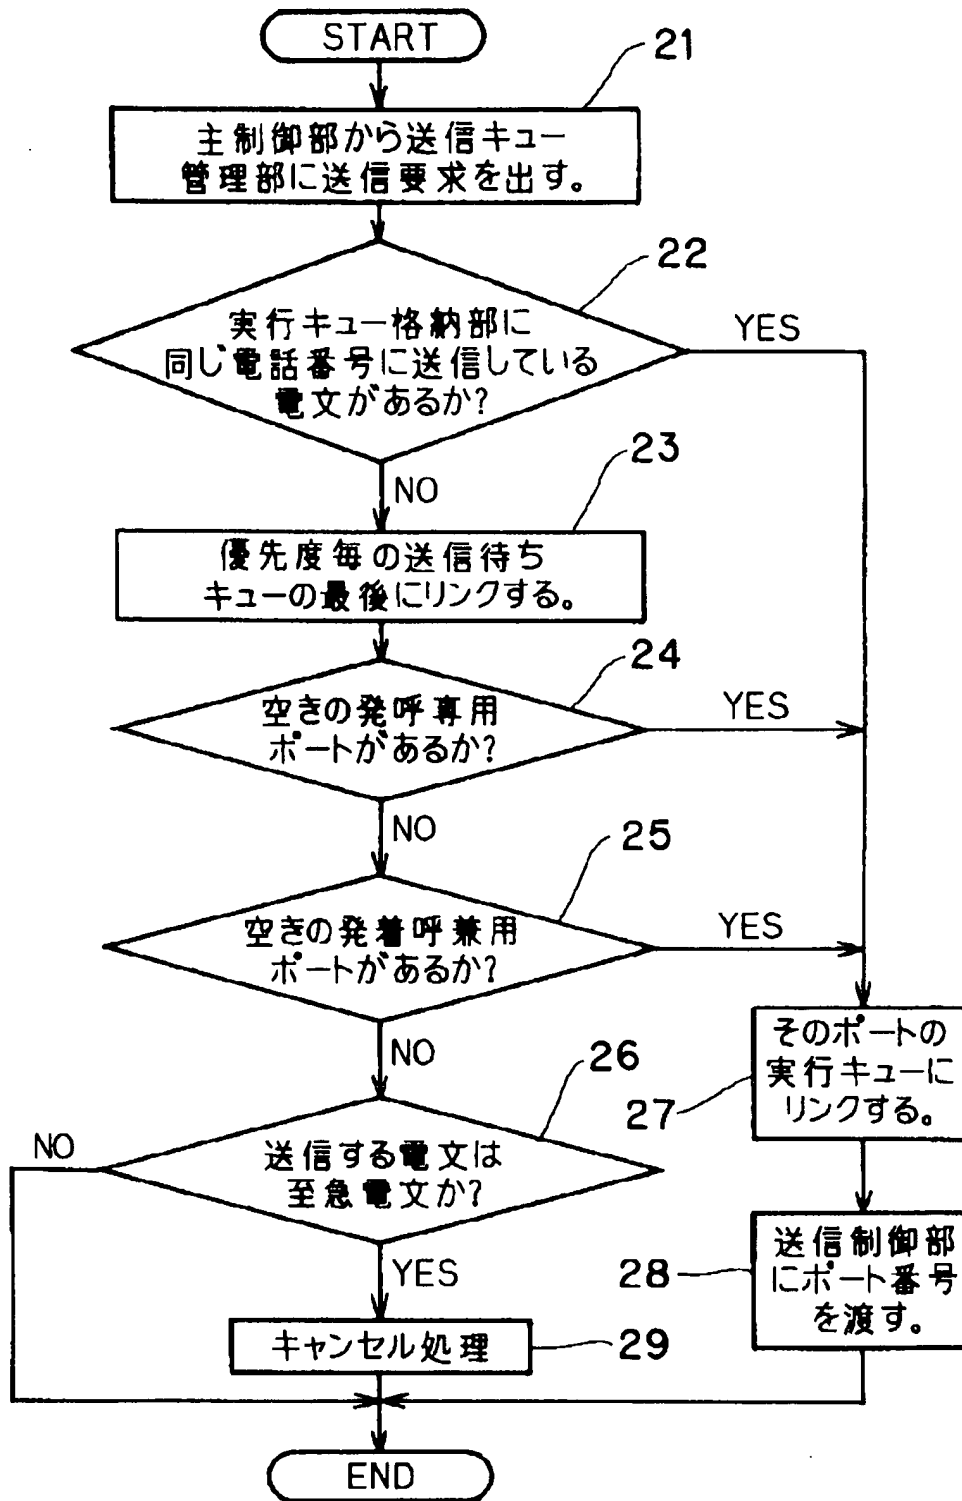 START
21
主制御部から送信キュー
管理部に送信要求を出す。
22
実行キュー格納部に
同じ電話番号に送信している
電文があるか?
YES
NO
23
優先度毎の送信待ち
キューの最後にリンクする。
24
空きの発呼専用
ポートがあるか?
YES
NO
25
空きの発着呼兼用
ポートがあるか?
YES
NO
26
送信する電文は
至急電文か?
NO
YES
27
そのポートの
実行キューに
リンクする。
28
送信制御部
にポート番号
を渡す。
キャンセル処理
29
END